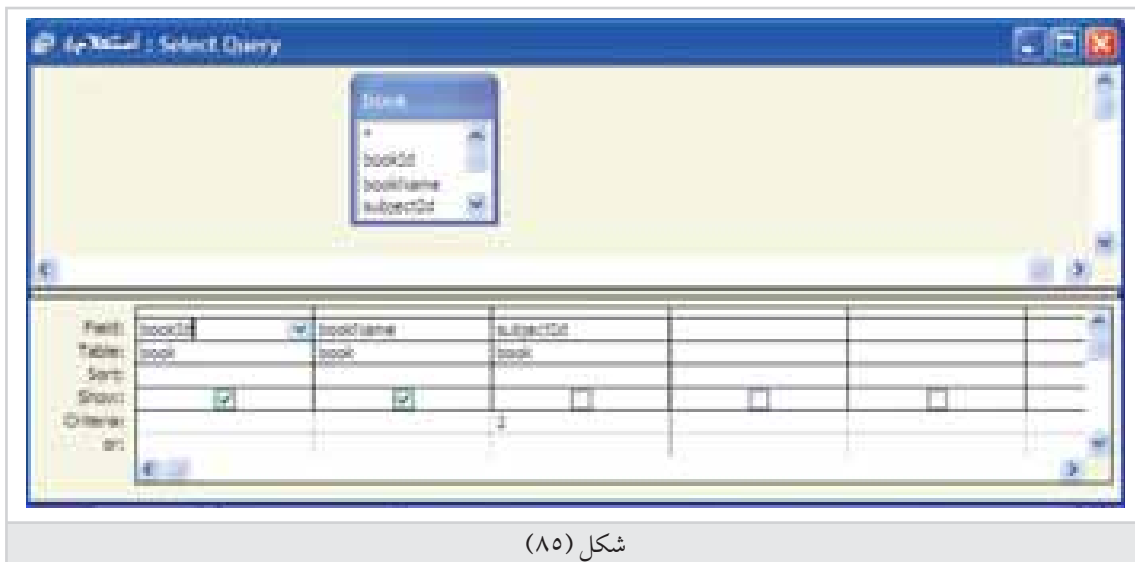 استعلام : Select Query
book
*
bookId
bookName
subjectId
Field: bookId bookName subjectId
Table: book book book
Sort:
Show:
Criteria:
or:
شكل (٨٥)